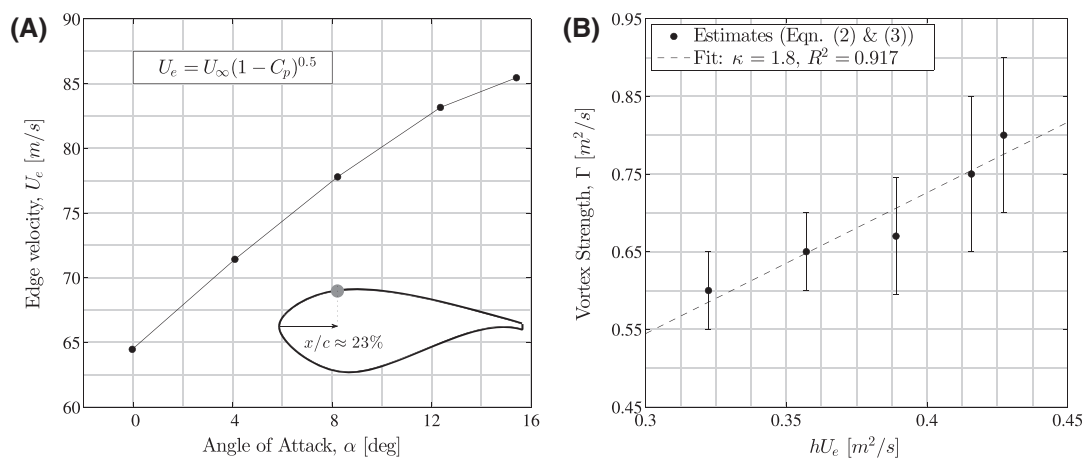 (A)
90
85
80
75
70
65
60
Edge velocity, U_e [m/s]
U_e = U_∞(1 − C_p)^{0.5}
x/c ≈ 23%
0 4 8 12 16
Angle of Attack, α [deg]
(B)
0.95
0.85
0.75
0.65
0.55
0.45
Vortex Strength, Γ [m²/s]
Estimates (Eqn. (2) & (3))
Fit: κ = 1.8, R² = 0.917
0.3 0.35 0.4 0.45
hU_e [m²/s]